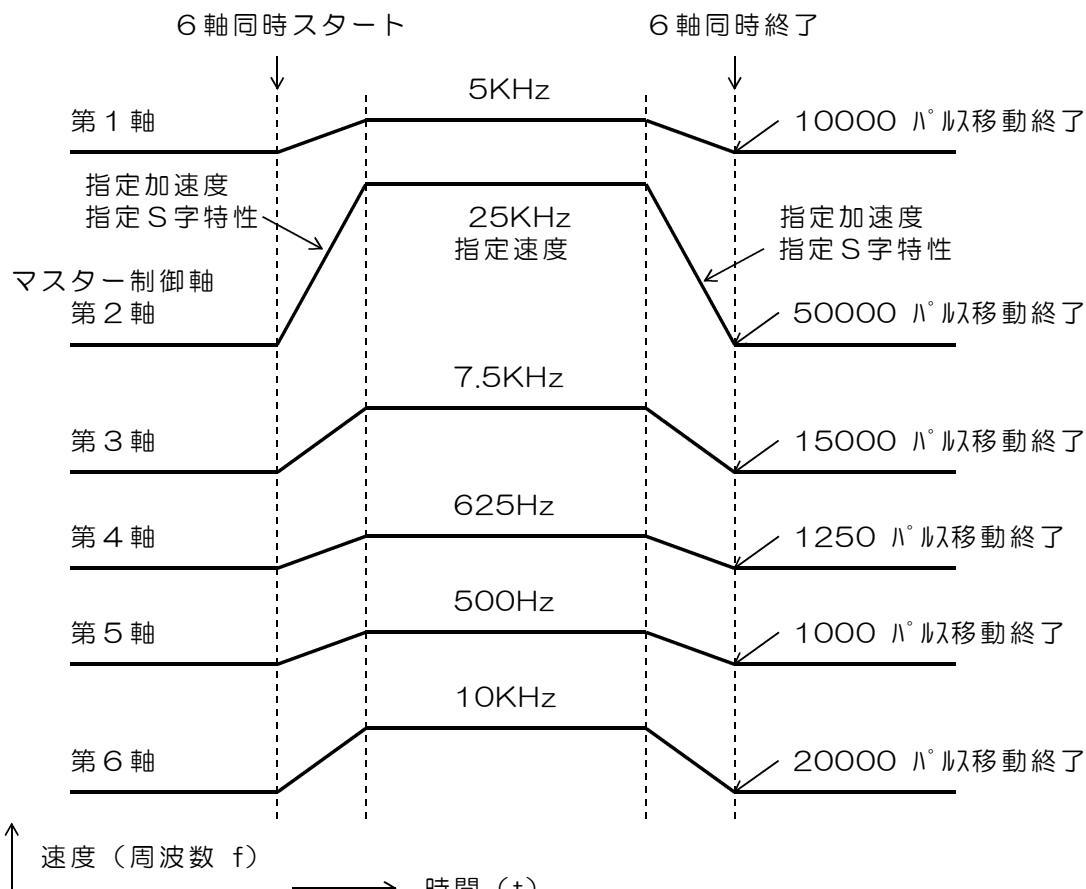 ６軸同時スタート
６軸同時終了
5KHz
第１軸
10000 ﾊﾟﾙｽ移動終了
指定加速度
指定Ｓ字特性
25KHz
指定速度
指定加速度
指定Ｓ字特性
マスター制御軸
第２軸
50000 ﾊﾟﾙｽ移動終了
7.5KHz
第３軸
15000 ﾊﾟﾙｽ移動終了
625Hz
第４軸
1250 ﾊﾟﾙｽ移動終了
500Hz
第５軸
1000 ﾊﾟﾙｽ移動終了
10KHz
第６軸
20000 ﾊﾟﾙｽ移動終了
速度（周波数 f）
時間（t）